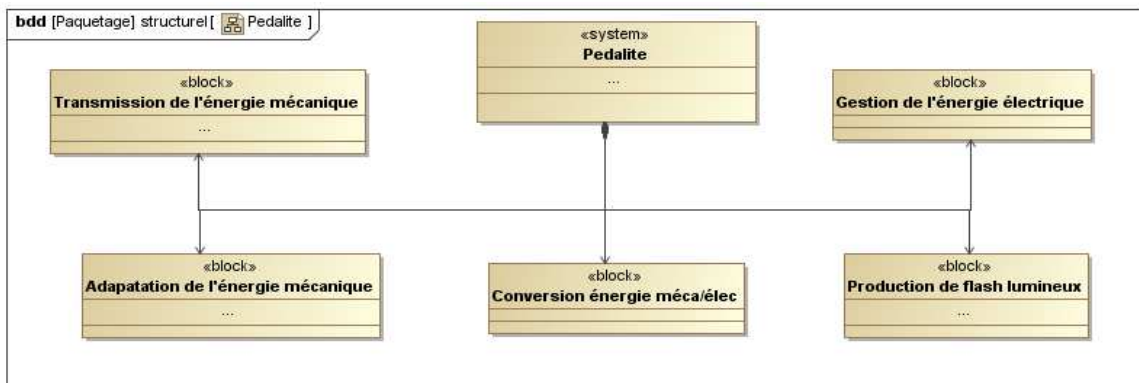 bdd [Paquetage] structurel [ Pedalite ]
«system»
Pedalite
...
«block»
Transmission de l'énergie mécanique
...
«block»
Gestion de l'énergie électrique
«block»
Adapatation de l'énergie mécanique
...
«block»
Conversion énergie méca/élec
«block»
Production de flash lumineux
...